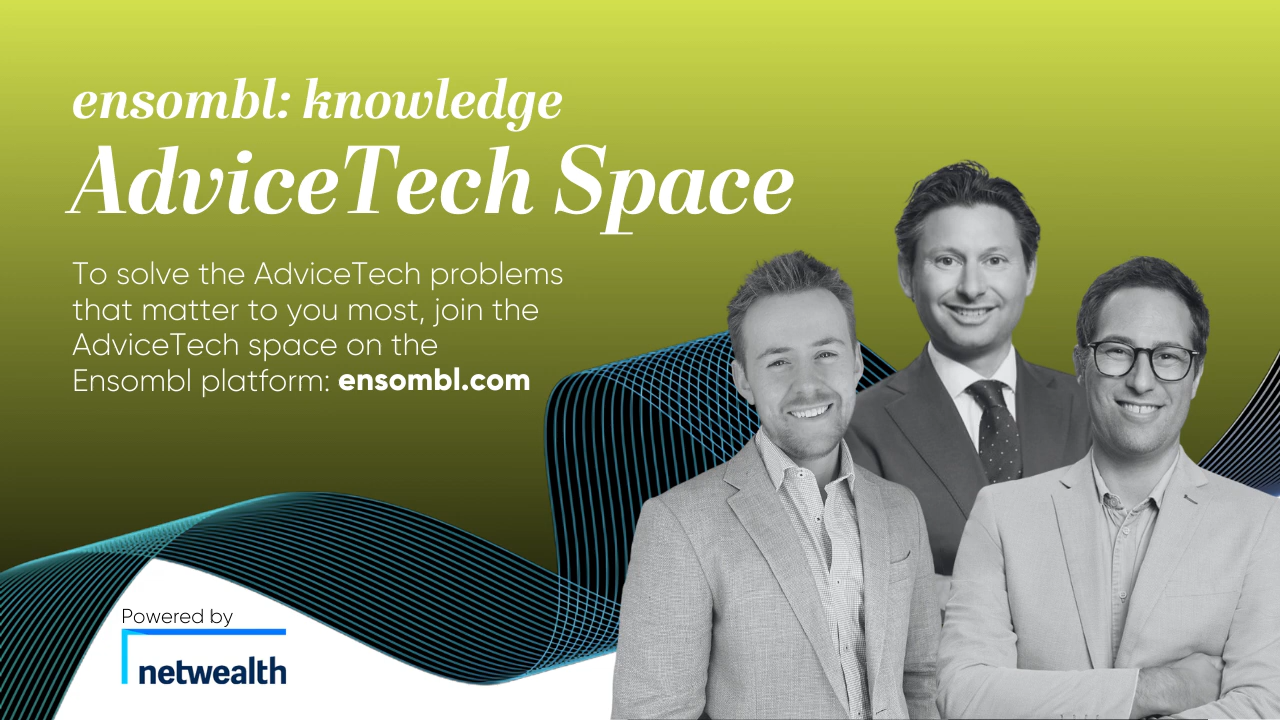 ensombl: knowledge
AdviceTech Space
To solve the AdviceTech problems
that matter to you most, join the
AdviceTech space on the
Ensombl platform: ensombl.com
Powered by
netwealth